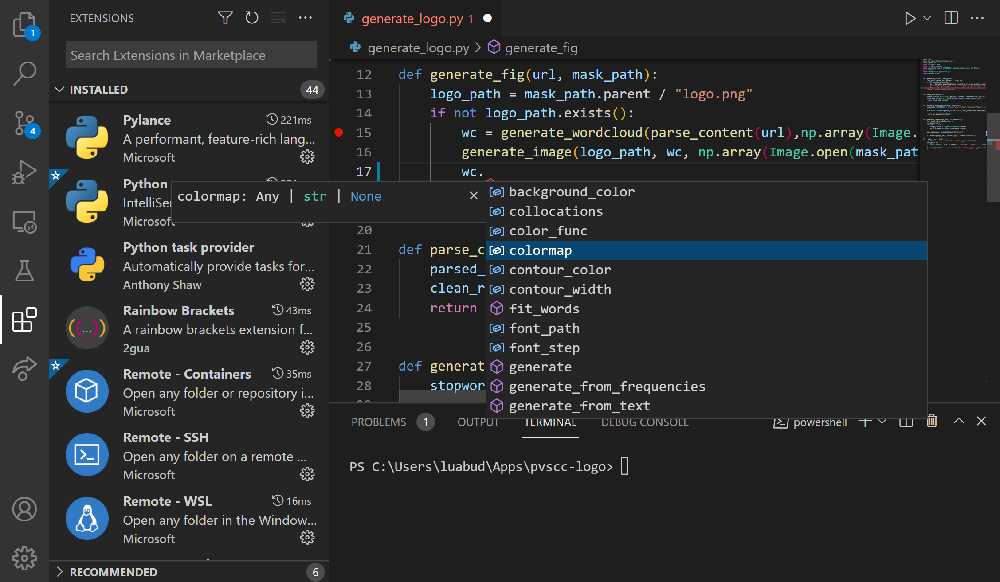 EXTENSIONS
Search Extensions in Marketplace
INSTALLED 44
Pylance 221ms
A performant, feature-rich lang...
Microsoft
Python
Microsoft
Python task provider
Automatically provide tasks for...
Anthony Shaw
Rainbow Brackets 43ms
A rainbow brackets extension f...
2gua
Remote - Containers 35ms
Open any folder or repository i...
Microsoft
Remote - SSH
Open any folder on a remote ...
Microsoft
Remote - WSL 16ms
Open any folder in the Window...
Microsoft
RECOMMENDED 6
1
4
(...)
generate_logo.py 1
generate_logo.py > generate_fig
12 def generate_fig(url, mask_path):
13 logo_path = mask_path.parent / "logo.png"
14 if not logo_path.exists():
15 wc = generate_wordcloud(parse_content(url),np.array(Image.
16 generate_image(logo_path, wc, np.array(Image.open(mask_pat
17 wc.
colormap: Any | str | None
background_color
collocations
color_func
colormap
contour_color
contour_width
fit_words
font_path
font_step
generate
generate_from_frequencies
generate_from_text
20
21 def parse_c
22 parsed_
23 clean_r
24 return
25
26
27 def generat
28 stopwor
PROBLEMS 1 OUTPUT TERMINAL DEBUG CONSOLE powershell
PS C:\Users\luabud\Apps\pvscc-logo>